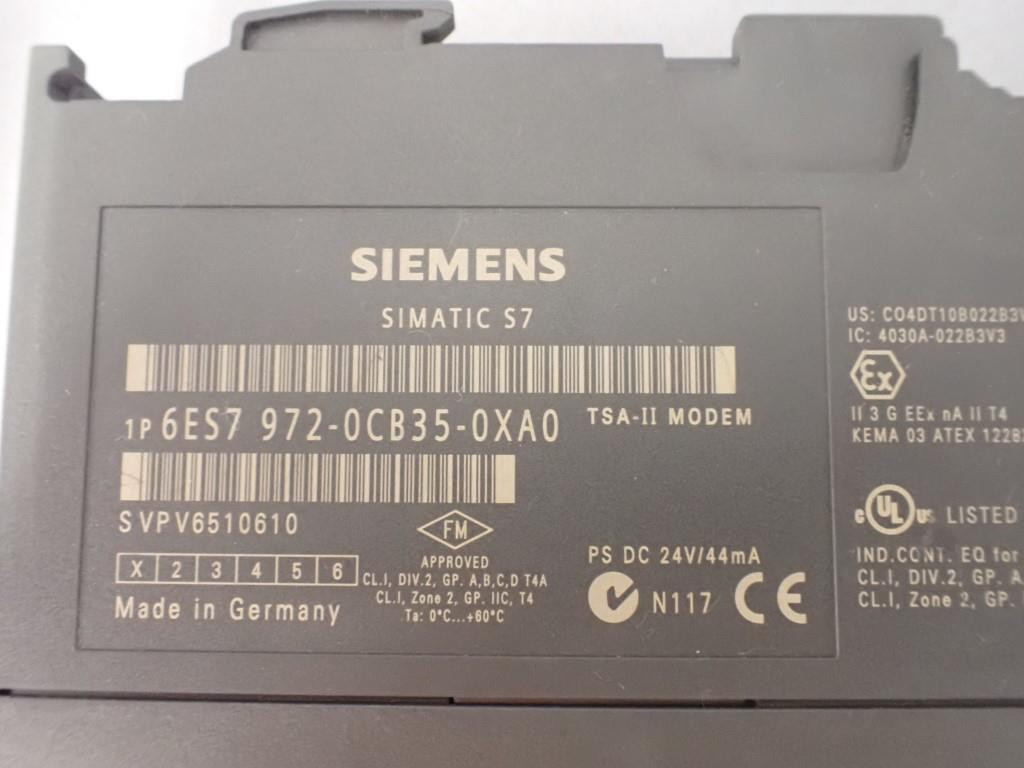 SIEMENS
SIMATIC S7
1P 6ES7 972-0CB35-0XA0
TSA-II MODEM
SVPV6510610
X 2 3 4 5 6
Made in Germany
FM
APPROVED
CL.I, DIV.2, GP. A,B,C,D T4A
CL.I, Zone 2, GP. IIC, T4
Ta: 0°C...+60°C
PS DC 24V/44mA
N117 CE
US: CO4DT10B022B3V
IC: 4030A-022B3V3
Ex
II 3 G EEx nA II T4
KEMA 03 ATEX 122
c UL us LISTED
IND.CONT. EQ for
CL.I, DIV.2, GP. A
CL.I, Zone 2, GP.